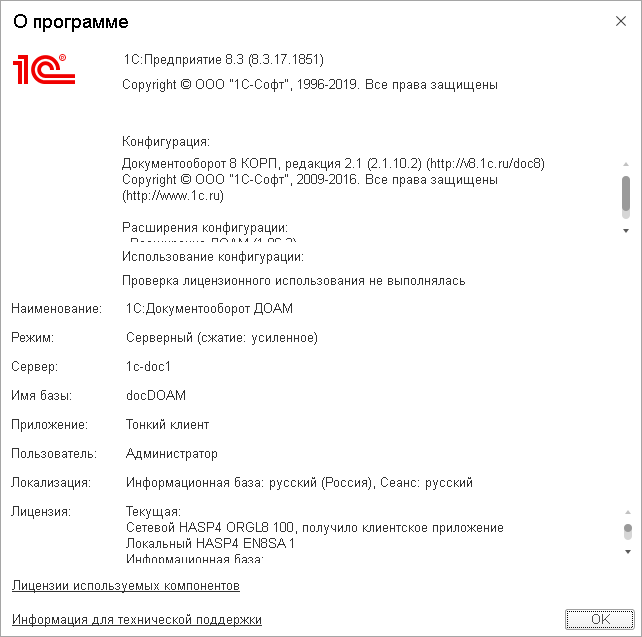 О программе
1С®
1С:Предприятие 8.3 (8.3.17.1851)
Copyright © ООО "1С-Софт", 1996-2019. Все права защищены
Конфигурация:
Документооборот 8 КОРП, редакция 2.1 (2.1.10.2) (http://v8.1c.ru/doc8)
Copyright © ООО "1С-Софт", 2009-2016. Все права защищены
(http://www.1c.ru)
Расширения конфигурации:
Использование конфигурации:
Проверка лицензионного использования не выполнялась
Наименование: 1С:Документооборот ДОАМ
Режим: Серверный (сжатие: усиленное)
Сервер: 1c-doc1
Имя базы: docDOAM
Приложение: Тонкий клиент
Пользователь: Администратор
Локализация: Информационная база: русский (Россия), Сеанс: русский
Лицензия: Текущая:
Сетевой HASP4 ORGL8 100, получило клиентское приложение
Локальный HASP4 EN8SA 1
Информационная база:
Лицензии используемых компонентов
Информация для технической поддержки
OK